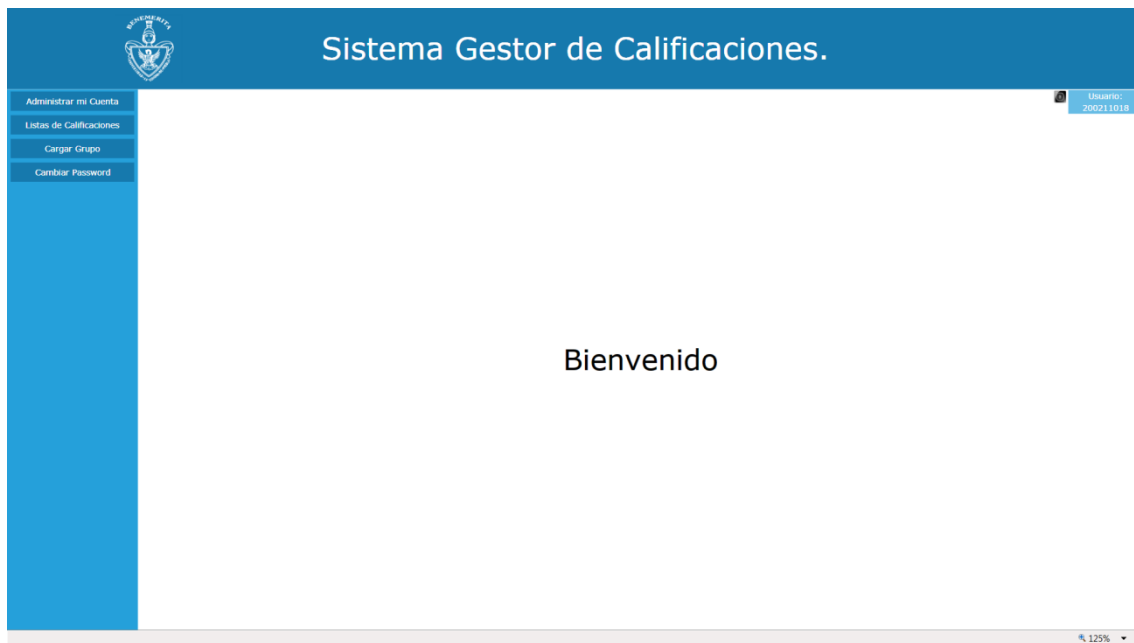 BENEMERITA
Sistema Gestor de Calificaciones.
Administrar mi Cuenta
Listas de Calificaciones
Cargar Grupo
Cambiar Password
Usuario:
200211018
Bienvenido
125%